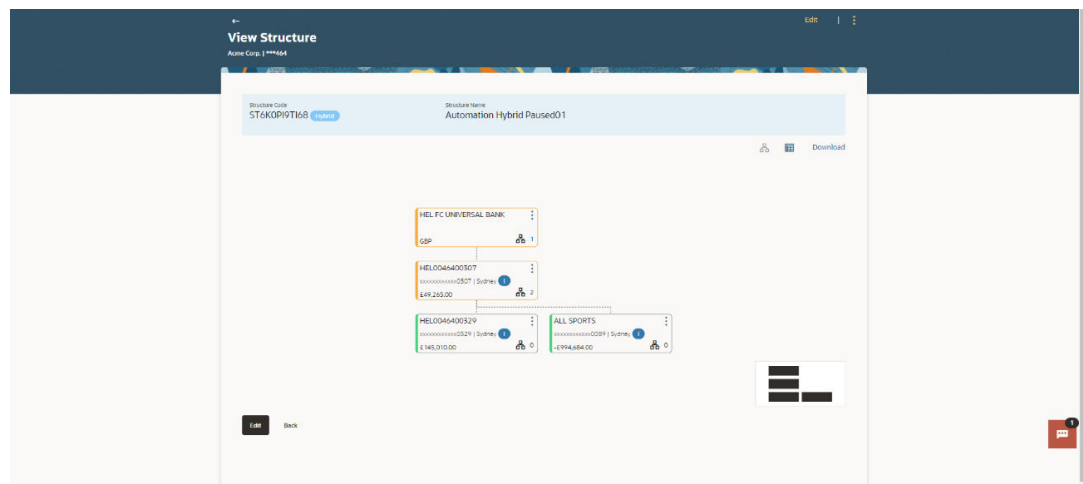 Edit
View Structure
Acme Corp. | ***464
Structure Code
Structure Name
ST6K0PI9TI68 Hybrid
Automation Hybrid Paused01
Download
HEL FC UNIVERSAL BANK
GBP
1
HEL0046400307
xxxxxxxxxxxx0307 | Sydney i
£49,265.00
2
HEL0046400329
xxxxxxxxxxxx0329 | Sydney i
£145,010.00
0
ALL SPORTS
xxxxxxxxxxxx0089 | Sydney i
-£994,684.00
0
Edit
Back
1